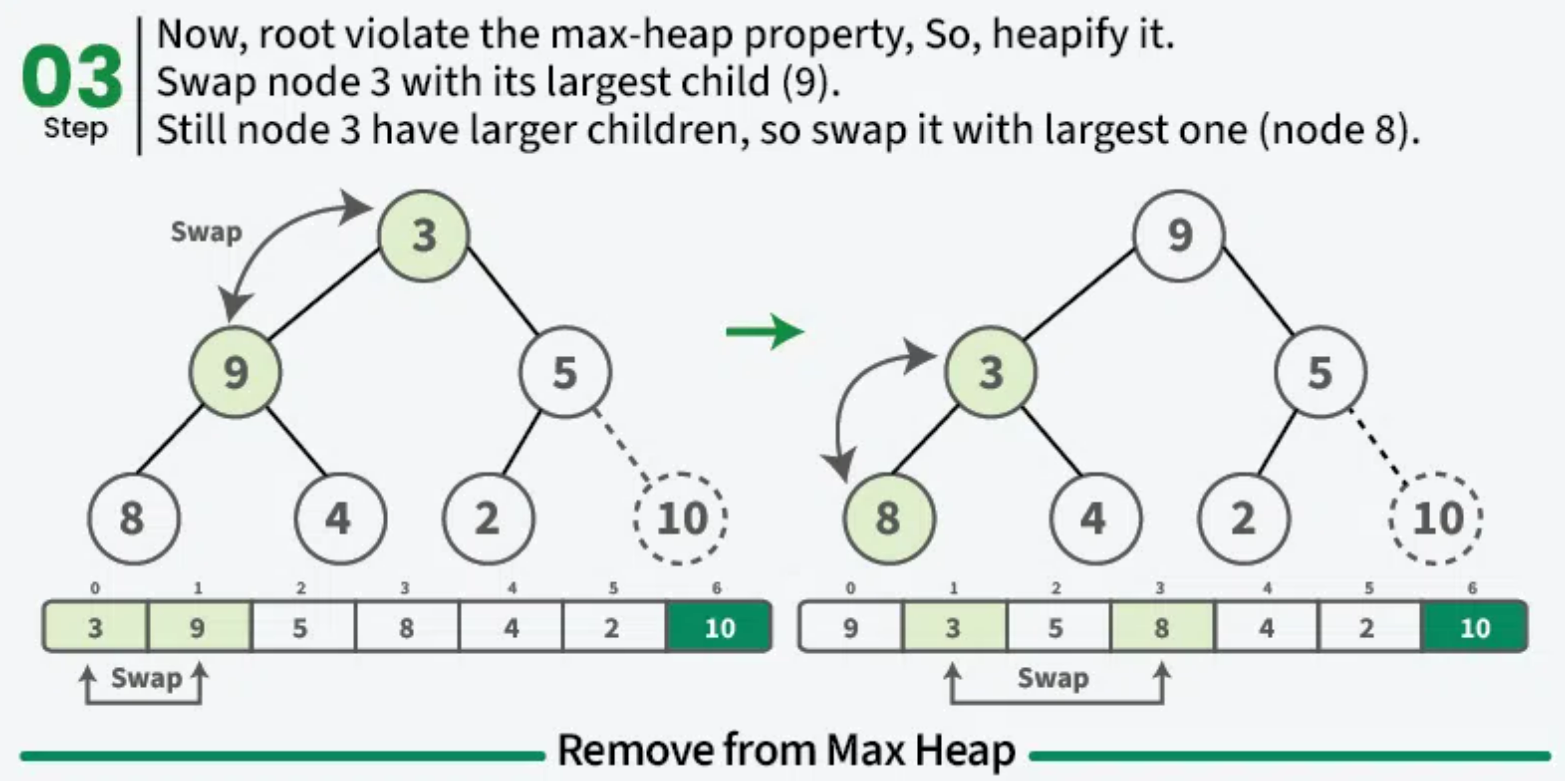 03
Step
Now, root violate the max-heap property, So, heapify it.
Swap node 3 with its largest child (9).
Still node 3 have larger children, so swap it with largest one (node 8).
Swap
3
9
5
8
4
2
10
9
3
5
8
4
2
10
0 1 2 3 4 5 6
3 9 5 8 4 2 10
Swap
0 1 2 3 4 5 6
9 3 5 8 4 2 10
Swap
Remove from Max Heap